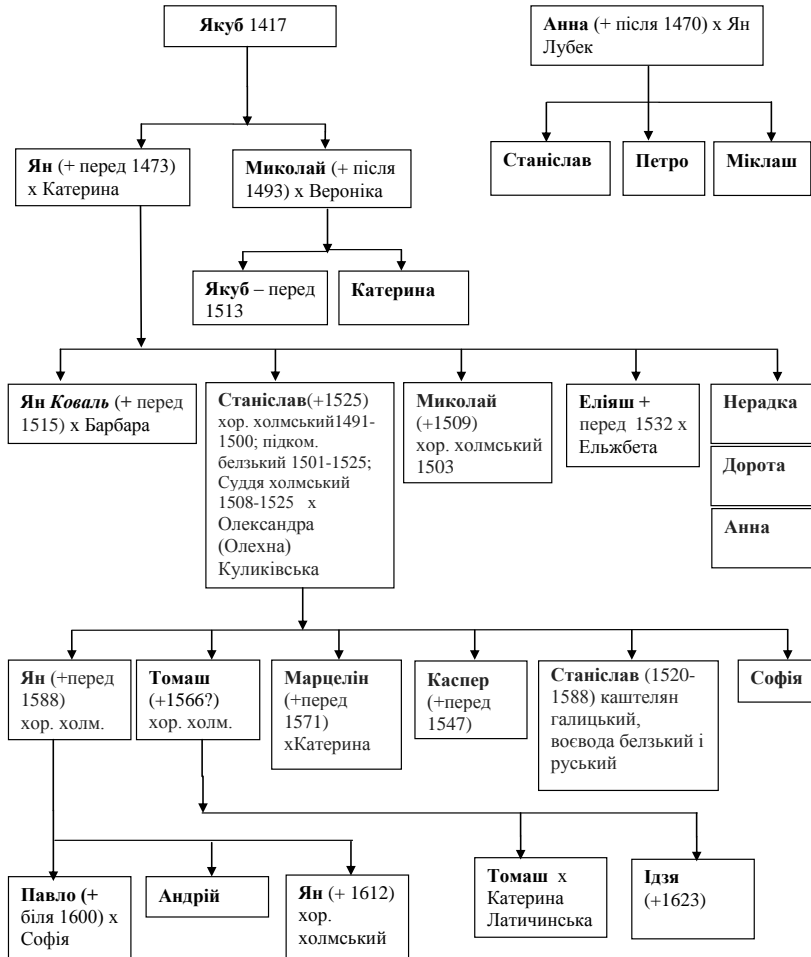 Якуб 1417
Анна (+ після 1470) х Ян
Лубек
Станіслав
Петро
Міклаш
Ян (+ перед 1473)
х Катерина
Миколай (+ після
1493) х Вероніка
Якуб – перед
1513
Катерина
Ян Коваль (+ перед
1515) х Барбара
Станіслав(+1525)
хор. холмський1491-
1500; підком.
белзький 1501-1525;
Суддя холмський
1508-1525 х
Олександра
(Олехна)
Куликівська
Миколай
(+1509)
хор. холмський
1503
Еліяш +
перед 1532 х
Ельжбета
Нерадка
Дорота
Анна
Ян (+перед
1588)
хор. холм.
Томаш
(+1566?)
хор. холм.
Марцелін
(+перед
1571)
хКатерина
Каспер
(+перед
1547)
Станіслав (1520-
1588) каштелян
галицький,
воєвода белзький і
руський
Софія
Павло (+
біля 1600) х
Софія
Андрій
Ян (+ 1612)
хор.
холмський
Томаш х
Катерина
Латичинська
Ідзя
(+1623)